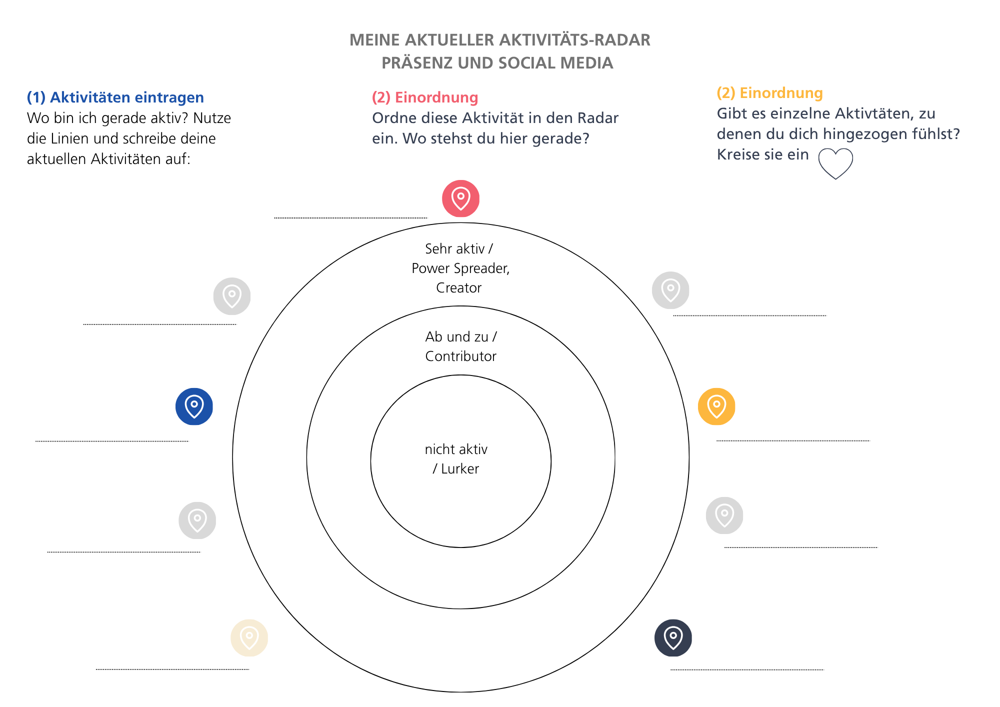 MEINE AKTUELLER AKTIVITÄTS-RADAR
PRÄSENZ UND SOCIAL MEDIA
(1) Aktivitäten eintragen
Wo bin ich gerade aktiv? Nutze
die Linien und schreibe deine
aktuellen Aktivitäten auf:
(2) Einordnung
Ordne diese Aktivität in den Radar
ein. Wo stehst du hier gerade?
(2) Einordnung
Gibt es einzelne Aktivtäten, zu
denen du dich hingezogen fühlst?
Kreise sie ein
Sehr aktiv /
Power Spreader,
Creator
Ab und zu /
Contributor
nicht aktiv
/ Lurker